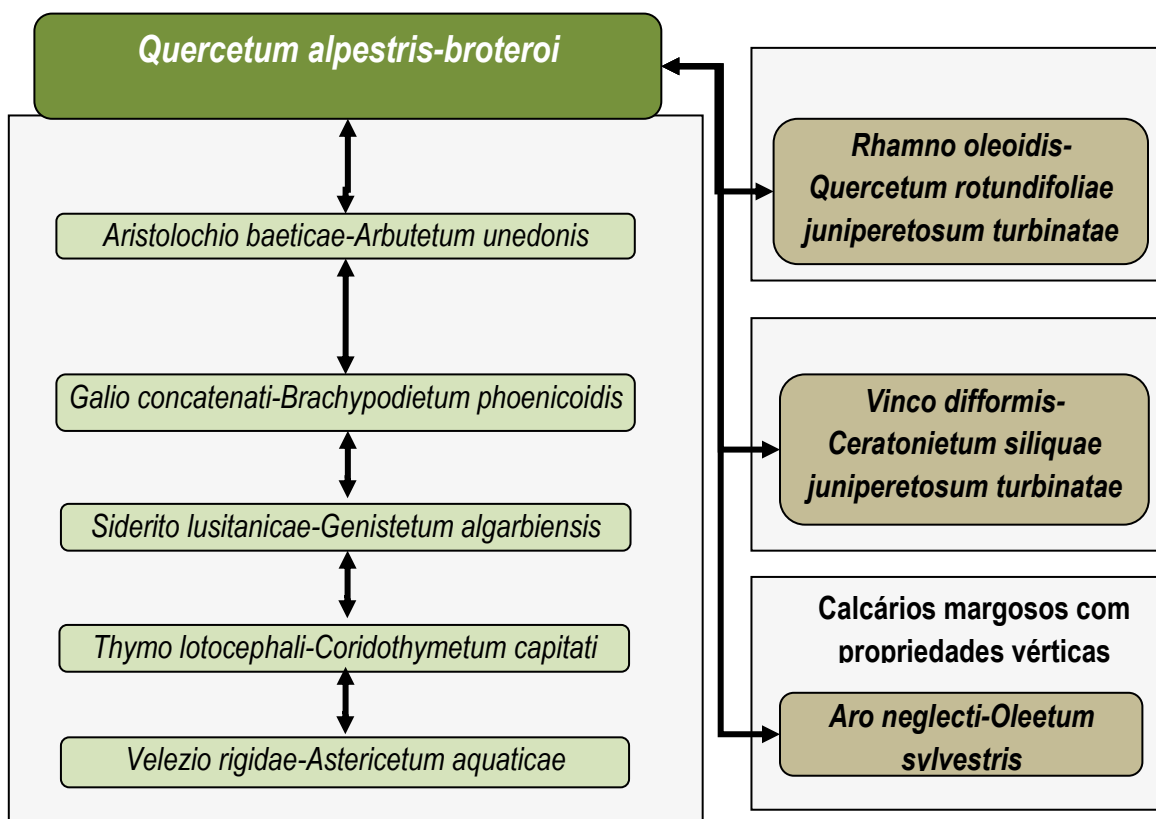 Quercetum alpestris-broteroi
Aristolochio baeticae-Arbutetum unedonis
Galio concatenati-Brachypodietum phoenicoidis
Siderito lusitanicae-Genistetum algarbiensis
Thymo lotocephali-Coridothymetum capitati
Velezio rigidae-Astericetum aquaticae
Rhamno oleoidis-
Quercetum rotundifoliae
juniperetosum turbinatae
Vinco difformis-
Ceratonietum siliquae
juniperetosum turbinatae
Calcários margosos com
propriedades vérticas
Aro neglecti-Oleetum
sylvestris